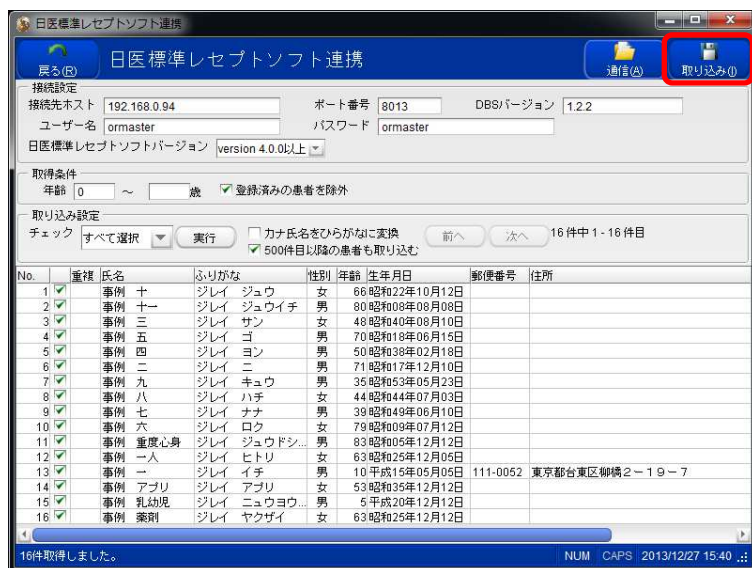 日医標準レセプトソフト連携
戻る(R) 日医標準レセプトソフト連携 通信(A) 取り込み(I)
接続設定
接続先ホスト 192.168.0.94 ポート番号 8013 DBSバージョン 1.2.2
ユーザー名 ormaster パスワード ormaster
日医標準レセプトソフトバージョン version 4.0.0以上
取得条件
年齢 0 ～ 歳 登録済みの患者を除外
取り込み設定
チェック すべて選択 実行 カナ氏名をひらがなに変換 前へ 次へ 16件中1-16件目
500件目以降の患者も取り込む
No. 重複 氏名 ふりがな 性別 年齢 生年月日 郵便番号 住所
1 事例 十 ジレイ ジュウ 女 66 昭和22年10月12日
2 事例 十一 ジレイ ジュウイチ 男 80 昭和08年08月08日
3 事例 三 ジレイ サン 女 48 昭和40年08月10日
4 事例 五 ジレイ ゴ 男 70 昭和18年06月15日
5 事例 四 ジレイ ヨン 男 50 昭和38年02月18日
6 事例 二 ジレイ ニ 男 71 昭和17年12月10日
7 事例 九 ジレイ キュウ 男 35 昭和53年05月23日
8 事例 八 ジレイ ハチ 女 44 昭和44年07月03日
9 事例 七 ジレイ ナナ 男 39 昭和49年06月10日
10 事例 六 ジレイ ロク 女 79 昭和09年07月12日
11 事例 重度心身 ジレイ ジュウドシ... 男 83 昭和05年12月12日
12 事例 一人 ジレイ ヒトリ 女 63 昭和25年12月05日
13 事例 一 ジレイ イチ 男 10 平成15年05月05日 111-0052 東京都台東区柳橋２－１９－７
14 事例 アプリ ジレイ アプリ 女 53 昭和35年12月12日
15 事例 乳幼児 ジレイ ニュウヨウ... 男 5 平成20年12月12日
16 事例 薬剤 ジレイ ヤクザイ 女 63 昭和25年12月12日
16件取得しました。 NUM CAPS 2013/12/27 15:40